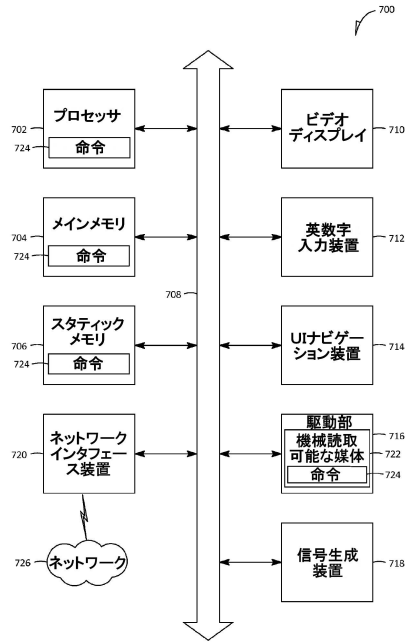 700
プロセッサ
702
724
命令
メインメモリ
704
724
命令
スタティック
メモリ
706
724
命令
ネットワーク
インタフェー
ス装置
720
ネットワーク
726
708
ビデオ
ディスプレイ
710
英数字
入力装置
712
UIナビゲー
ション装置
714
駆動部
716
機械読取
可能な媒体
722
命令
724
信号生成
装置
718